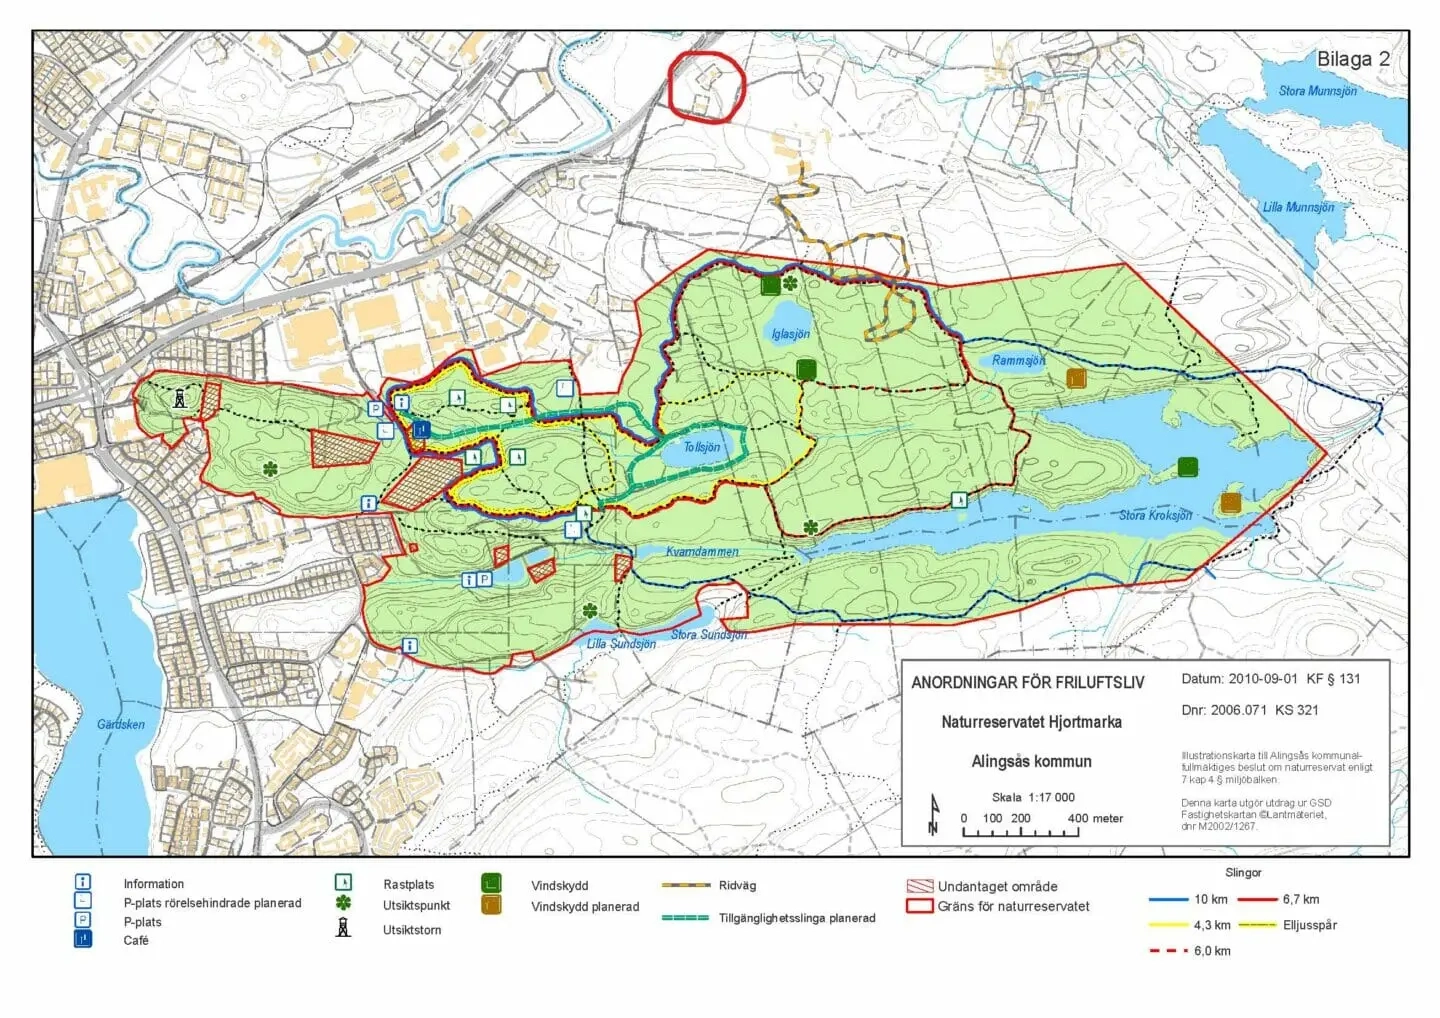 Bilaga 2
Stora Munnsjön
Lilla Munnsjön
Iglasjön
Rammsjön
Tollsjön
Stora Kroksjön
Kvarndammen
Stora Sundsjön
Lilla Sundsjön
Gärdsken
ANORDNINGAR FÖR FRILUFTSLIV
Naturreservatet Hjortmarka
Alingsås kommun
Skala 1:17 000
0 100 200 400 meter
N
Datum: 2010-09-01 KF § 131
Dnr: 2006.071 KS 321
Illustrationskarta till Alingsås kommunal-
fullmäktiges beslut om naturreservat enligt
7 kap 4 § miljöbalken.
Denna karta utgör utdrag ur GSD
Fastighetskartan ©Lantmäteriet,
dnr M2002/1267.
Information
P-plats rörelsehindrade planerad
P-plats
Café
Rastplats
Utsiktspunkt
Utsiktstorn
Vindskydd
Vindskydd planerad
Ridväg
Tillgänglighetsslinga planerad
Undantaget område
Gräns för naturreservatet
Slingor
10 km
6,7 km
4,3 km
Elljusspår
6,0 km